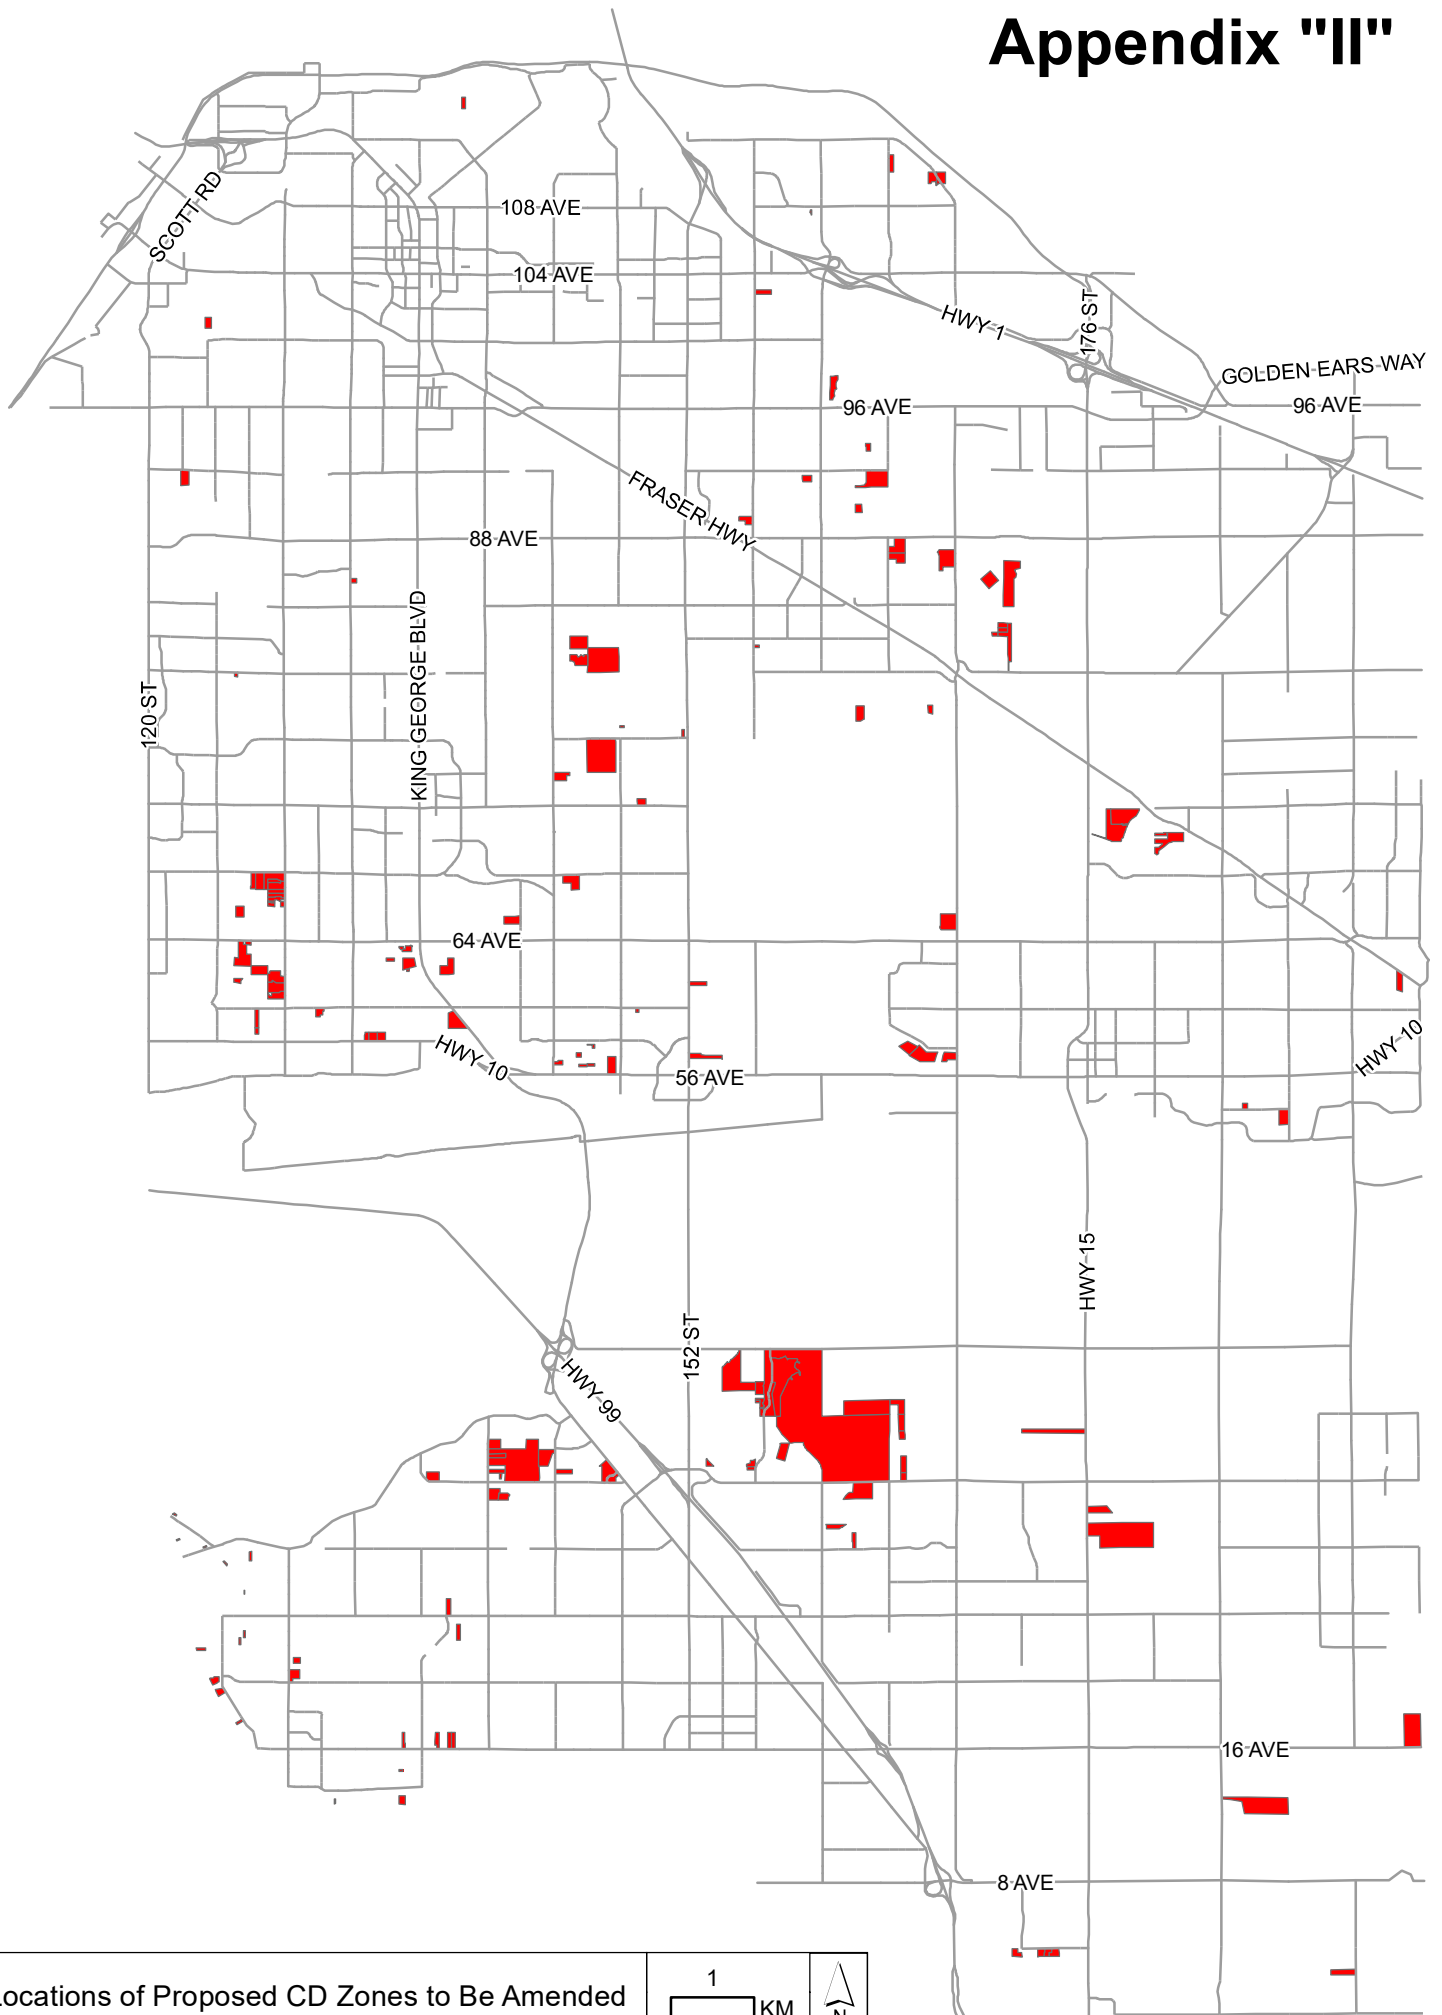 Appendix "II"
SCOTT RD
108 AVE
104 AVE
HWY 1
176 ST
GOLDEN EARS WAY
96 AVE
96 AVE
FRASER HWY
88 AVE
KING GEORGE BLVD
120 ST
64 AVE
HWY 10
56 AVE
HWY 10
HWY 15
152 ST
HWY 99
16 AVE
8 AVE
Locations of Proposed CD Zones to Be Amended
1
KM
N